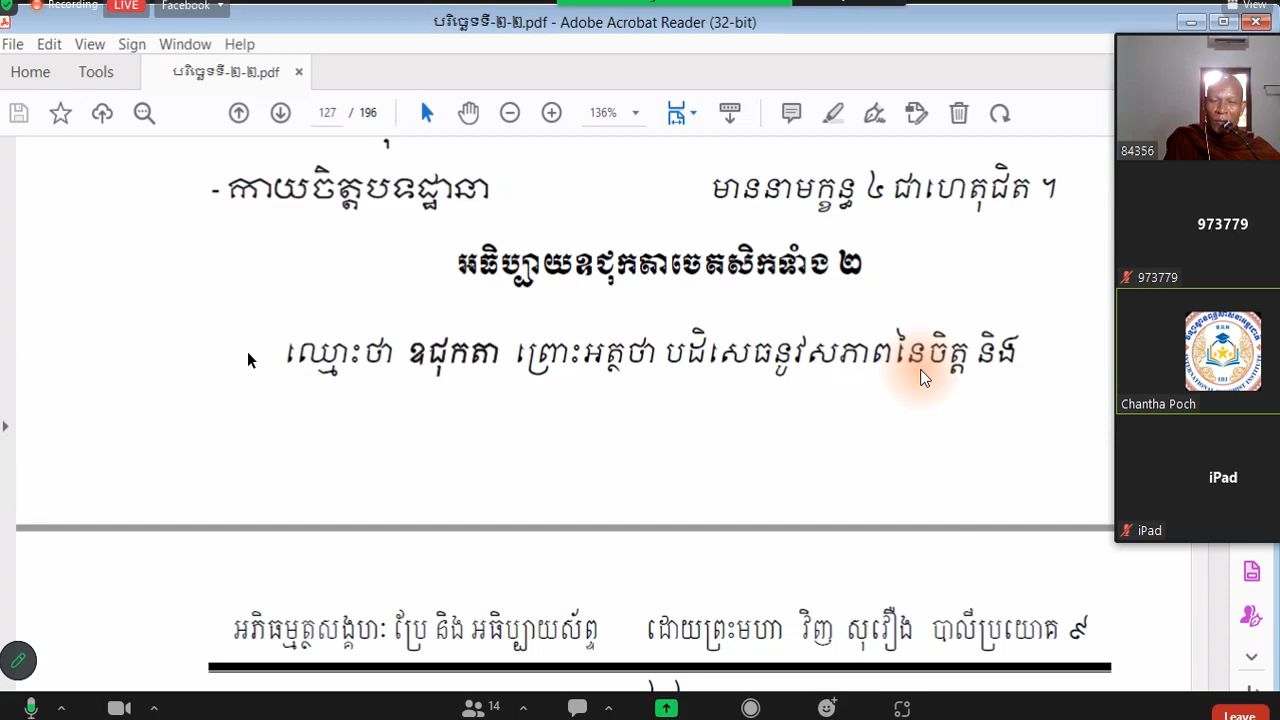 Recording LIVE Facebook View
បរិច្ឆេទទី-២-២.pdf - Adobe Acrobat Reader (32-bit)
File Edit View Sign Window Help
Home Tools បរិច្ឆេទទី-២-២.pdf ×
127 / 196 136%
- កាយចិត្តបទដ្ឋានា មាននាមក្ខន្ធ ៤ ជាហេតុជិត ។
អធិប្បាយឧជុកតាចេតសិកទាំង ២
ឈ្មោះថា ឧជុកតា ព្រោះអត្ថថា បដិសេធនូវសភាពនៃចិត្ត និង
អភិធម្មត្ថសង្គហៈ ប្រែ និង អធិប្បាយស័ព្ទ ដោយព្រះមហា វិញ សុវឿង បាលីប្រយោគ ៩
84356
973779
973779
Chantha Poch
iPad
iPad
14
Leave